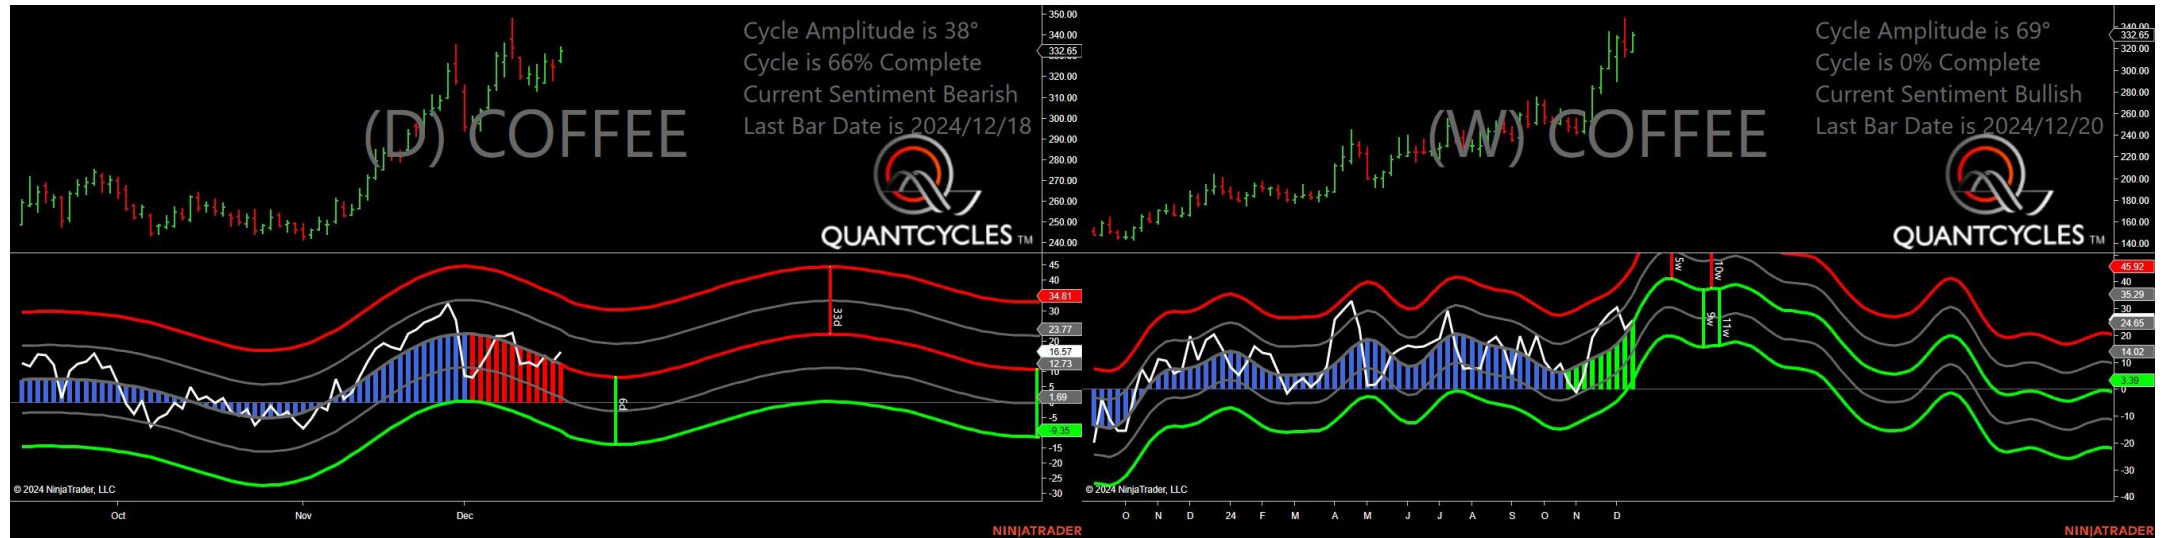 Cycle Amplitude is 38°
Cycle is 66% Complete
Current Sentiment Bearish
Last Bar Date is 2024/12/18
(D) COFFEE
QUANTCYCLES TM
350.00
340.00
332.65
320.00
310.00
300.00
290.00
280.00
270.00
260.00
250.00
240.00
45
34.81
30
23.77
20
16.57
12.73
10
5
1.69
-5
-9.35
-15
-20
-25
-30
33d
6d
© 2024 NinjaTrader, LLC
Oct Nov Dec
NINJATRADER
Cycle Amplitude is 69°
Cycle is 0% Complete
Current Sentiment Bullish
Last Bar Date is 2024/12/20
(W) COFFEE
QUANTCYCLES TM
340.00
332.65
320.00
300.00
280.00
260.00
240.00
220.00
200.00
180.00
160.00
140.00
45.92
40
35.29
30
24.65
20
14.02
10
3.39
0
-10
-20
-30
-40
5w
10w
9w
11w
© 2024 NinjaTrader, LLC
O N D 24 F M A M J J A S O N D
NINJATRADER